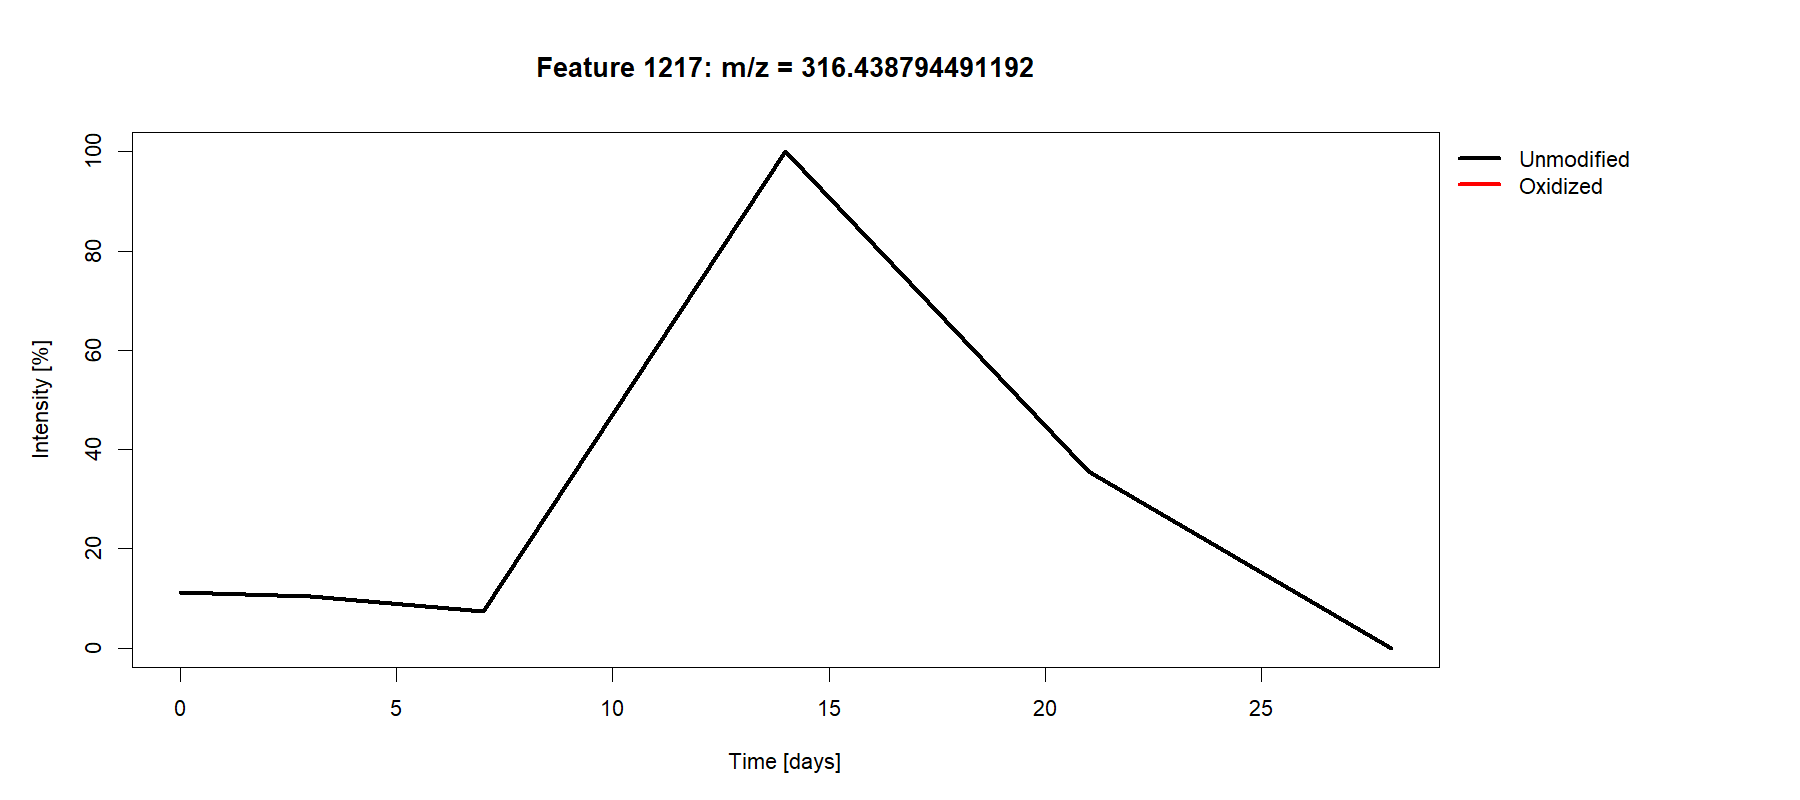 Feature 1217: m/z = 316.438794491192
Unmodified
Oxidized
Intensity [%]
100
80
60
40
20
0
0 5 10 15 20 25
Time [days]